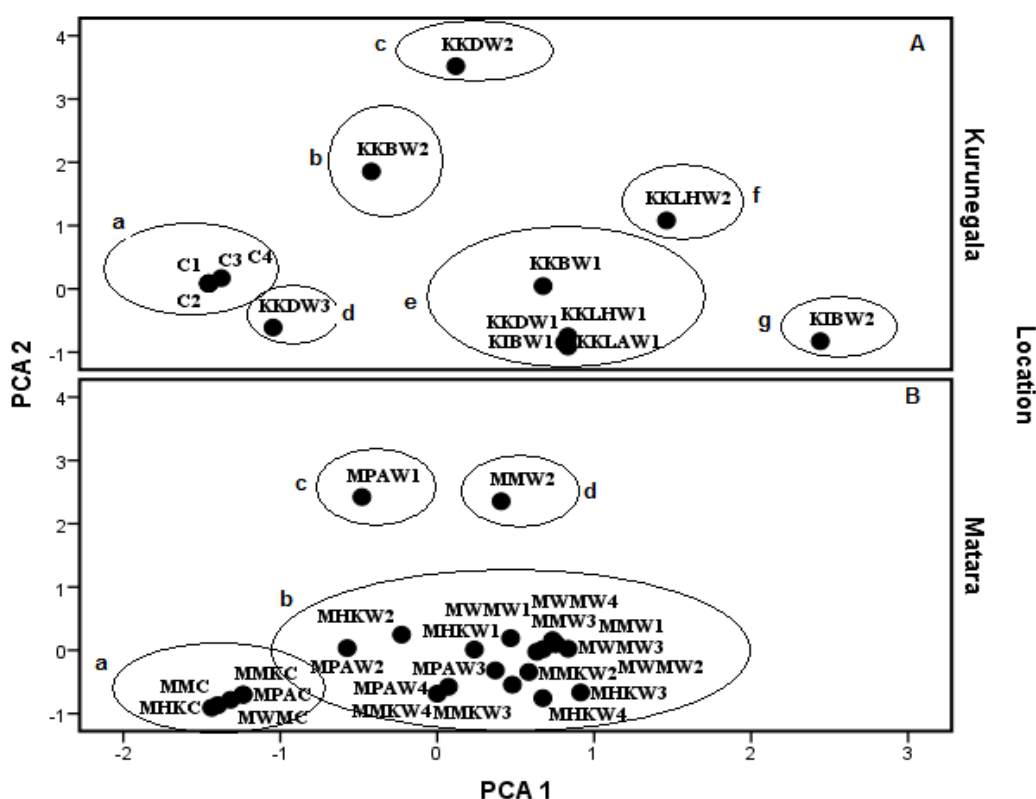 4
c
KKDW2
A
3
KKBW2
2
b
KKLHW2
f
1
a
C1
C3 C4
KKBW1
0
C2
KKDW3
d
e
KKDW1
KKLHW1
g
KIBW2
KIBW1
KKLAW1
-1
Kurunegala
PCA 2
Location
4
B
3
c
MPAW1
MMW2
d
2
1
b
MHKW2
MWMW1
MWMW4
MHKW1
MMW3
MMW1
0
MWMW3
a
MPAW2
MPAW3
MMKW2
MWMW2
MMKC
MMC
MPAC
MPAW4
MHKW3
MHKC
MWMC
MMKW4
MMKW3
MHKW4
-1
Matara
-2
-1
0
1
2
3
PCA 1